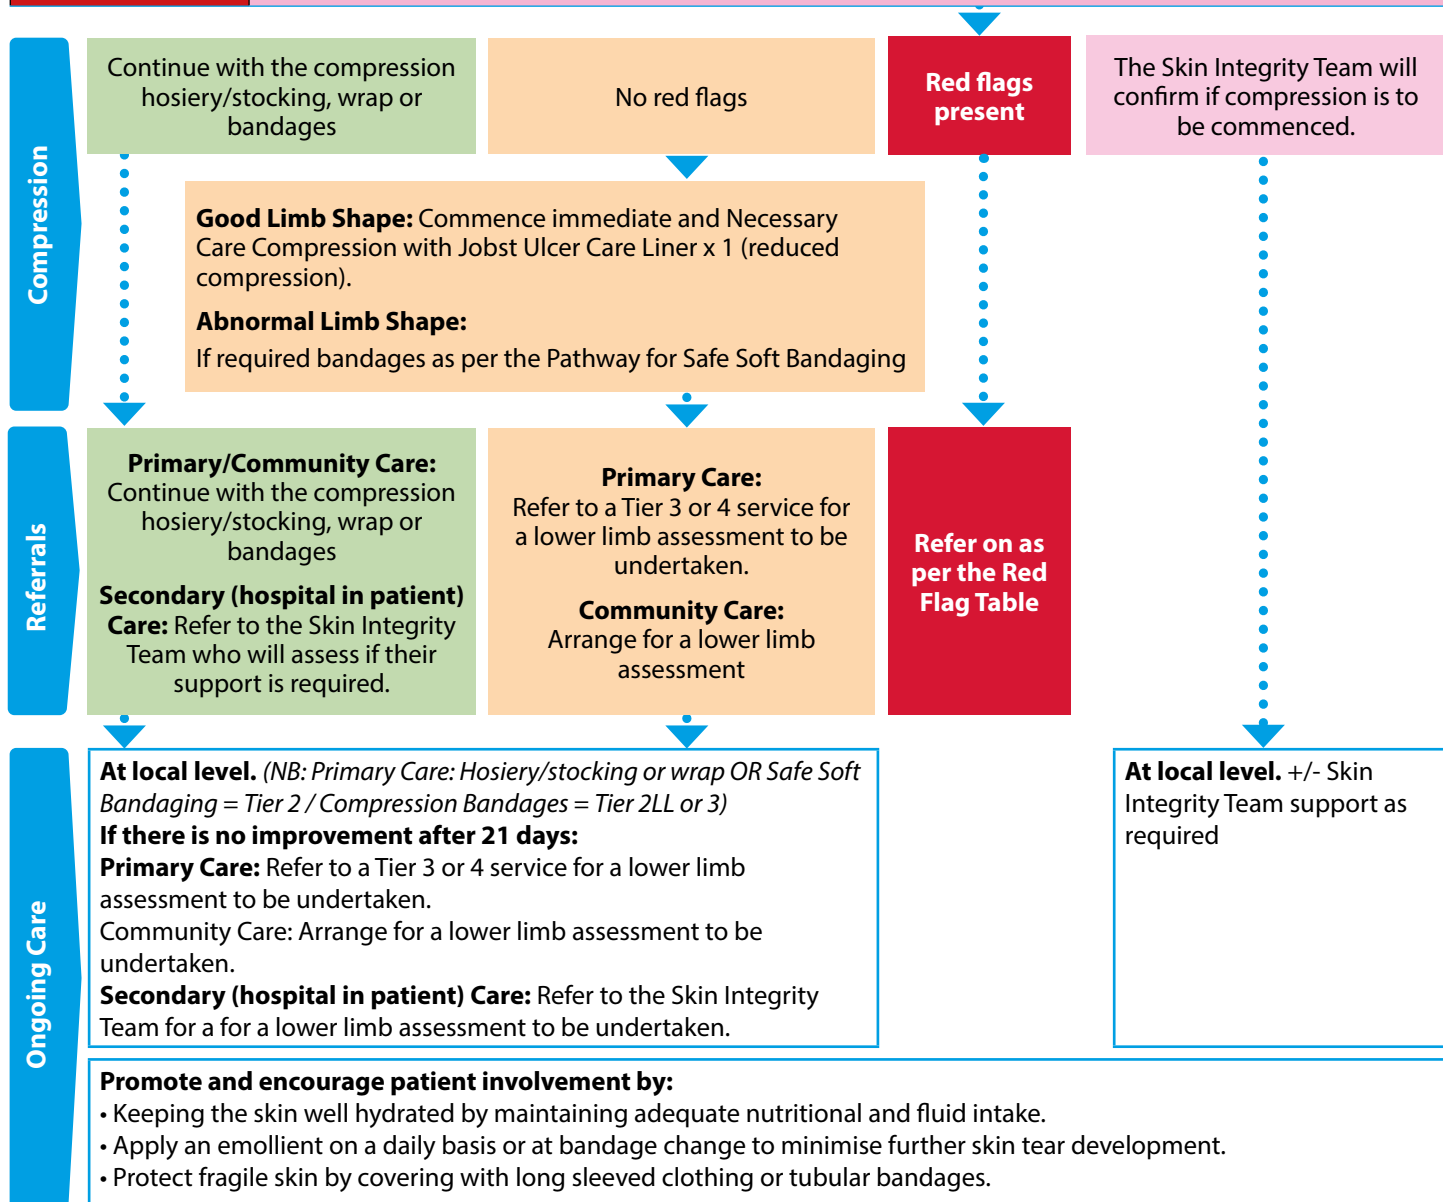 Compression
Continue with the compression
hosiery/stocking, wrap or
bandages
No red flags
Red flags
present
The Skin Integrity Team will
confirm if compression is to
be commenced.
Good Limb Shape: Commence immediate and Necessary
Care Compression with Jobst Ulcer Care Liner x 1 (reduced
compression).
Abnormal Limb Shape:
If required bandages as per the Pathway for Safe Soft Bandaging
Referrals
Primary/Community Care:
Continue with the compression
hosiery/stocking, wrap or
bandages
Secondary (hospital in patient)
Care: Refer to the Skin Integrity
Team who will assess if their
support is required.
Primary Care:
Refer to a Tier 3 or 4 service for
a lower limb assessment to be
undertaken.
Community Care:
Arrange for a lower limb
assessment
Refer on as
per the Red
Flag Table
Ongoing Care
At local level. (NB: Primary Care: Hosiery/stocking or wrap OR Safe Soft
Bandaging = Tier 2 / Compression Bandages = Tier 2LL or 3)
If there is no improvement after 21 days:
Primary Care: Refer to a Tier 3 or 4 service for a lower limb
assessment to be undertaken.
Community Care: Arrange for a lower limb assessment to be
undertaken.
Secondary (hospital in patient) Care: Refer to the Skin Integrity
Team for a for a lower limb assessment to be undertaken.
At local level. +/- Skin
Integrity Team support as
required
Promote and encourage patient involvement by:
• Keeping the skin well hydrated by maintaining adequate nutritional and fluid intake.
• Apply an emollient on a daily basis or at bandage change to minimise further skin tear development.
• Protect fragile skin by covering with long sleeved clothing or tubular bandages.